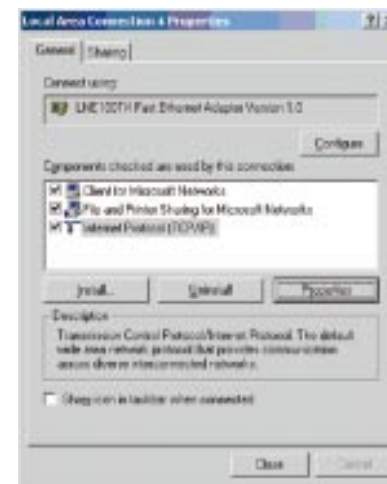 Local Area Connection 4 Properties
General Sharing
Connect using:
LNE100TX Fast Ethernet Adapter Version 1.0
Configure
Components checked are used by this connection:
Client for Microsoft Networks
File and Printer Sharing for Microsoft Networks
Internet Protocol (TCP/IP)
Install... Uninstall Properties
Description
Transmission Control Protocol/Internet Protocol. The default
wide area network protocol that provides communication
across diverse interconnected networks.
Show icon in taskbar when connected
Close Cancel